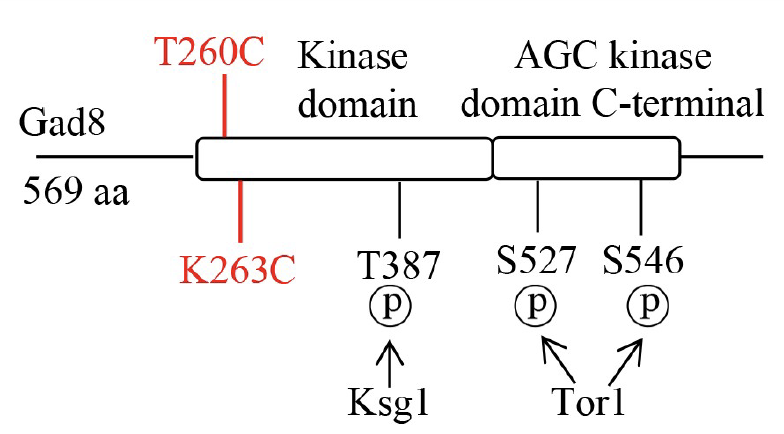 T260C
Kinase
domain
AGC kinase
domain C-terminal
Gad8
569 aa
K263C
T387
S527
S546
p
p
p
Ksg1
Tor1